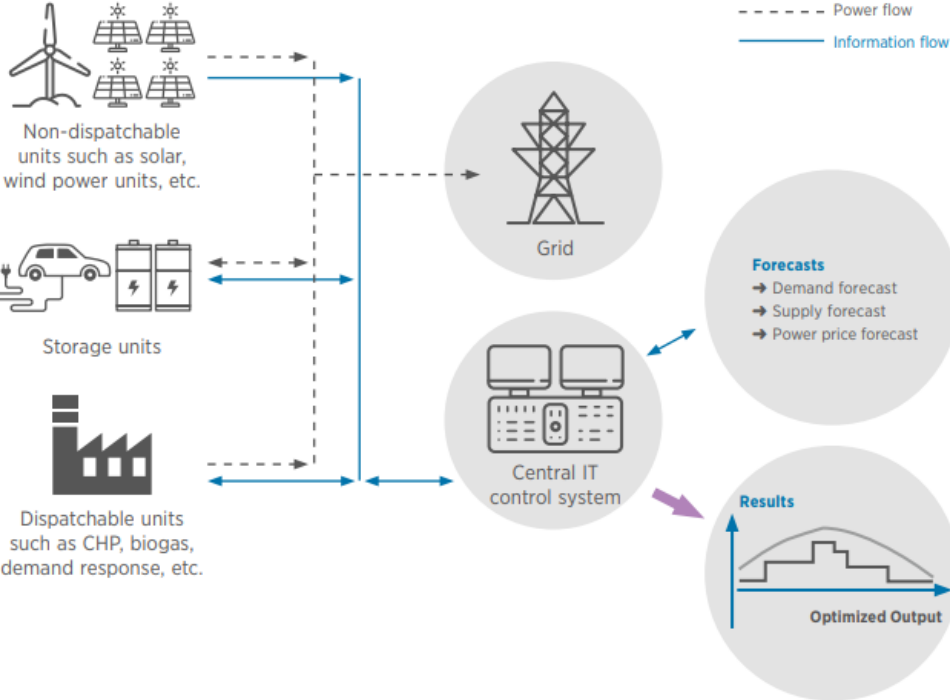 Power flow
Information flow
Non-dispatchable
units such as solar,
wind power units, etc.
Grid
Forecasts
➔ Demand forecast
➔ Supply forecast
➔ Power price forecast
Storage units
Central IT
control system
Dispatchable units
such as CHP, biogas,
demand response, etc.
Results
Optimized Output